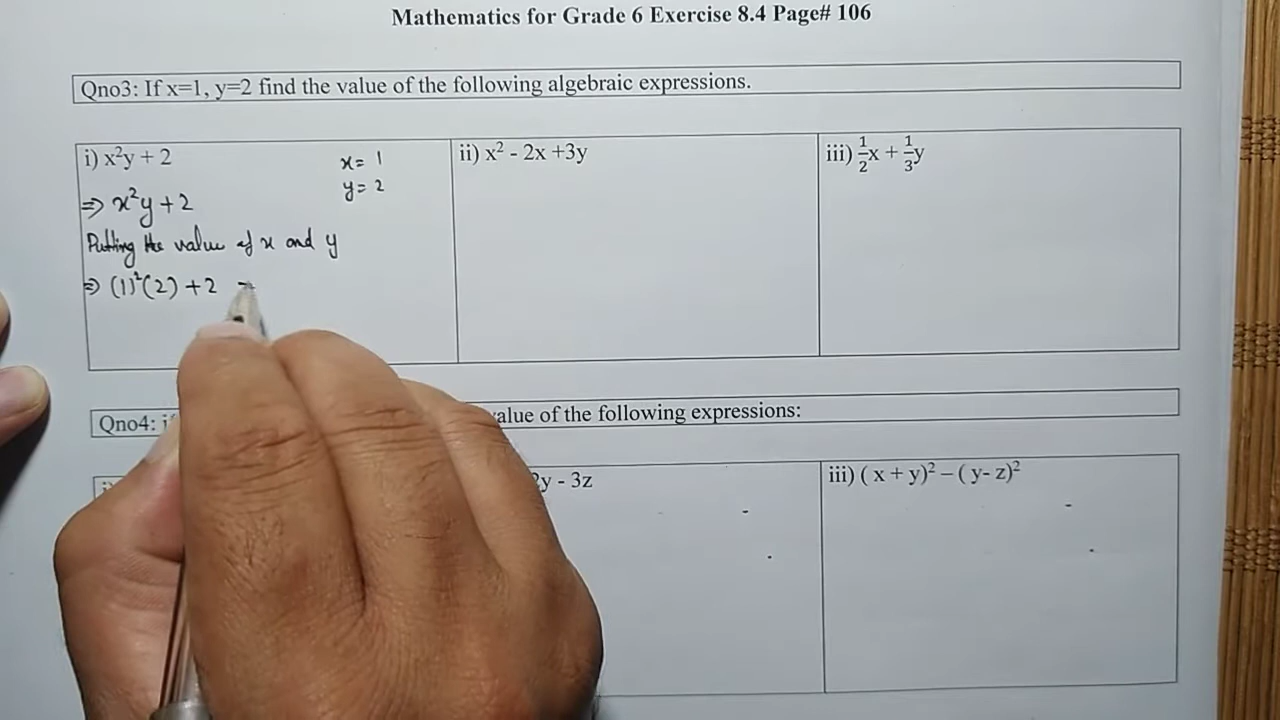 Mathematics for Grade 6 Exercise 8.4 Page# 106
Qno3: If x=1, y=2 find the value of the following algebraic expressions.
i) x²y + 2
x = 1
y = 2
⇒ x²y + 2
Putting the value of x and y
⇒ (1)²(2) + 2
ii) x² - 2x +3y
iii) ½x + ⅓y
Qno4: value of the following expressions:
y - 3z
iii) ( x + y)² – ( y- z)²